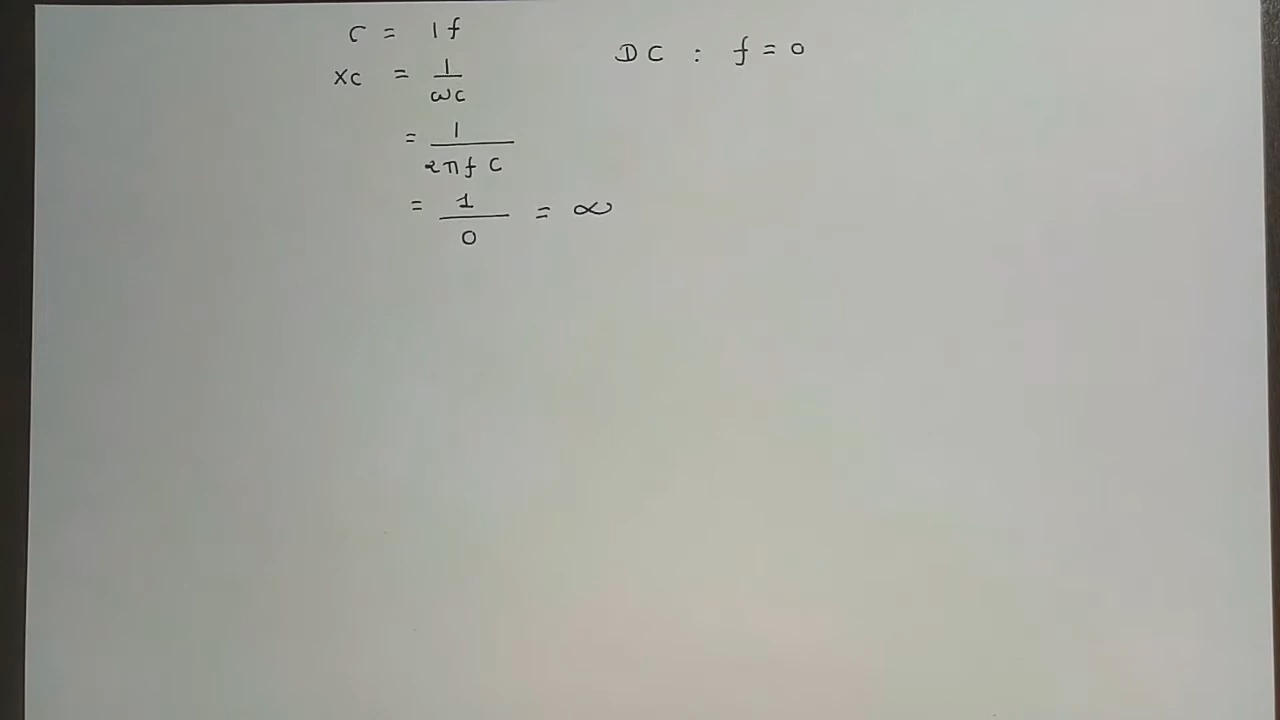 C = 1f
DC : f = 0
xc = 1/ωc
= 1/2πfC
= 1/0 = ∞